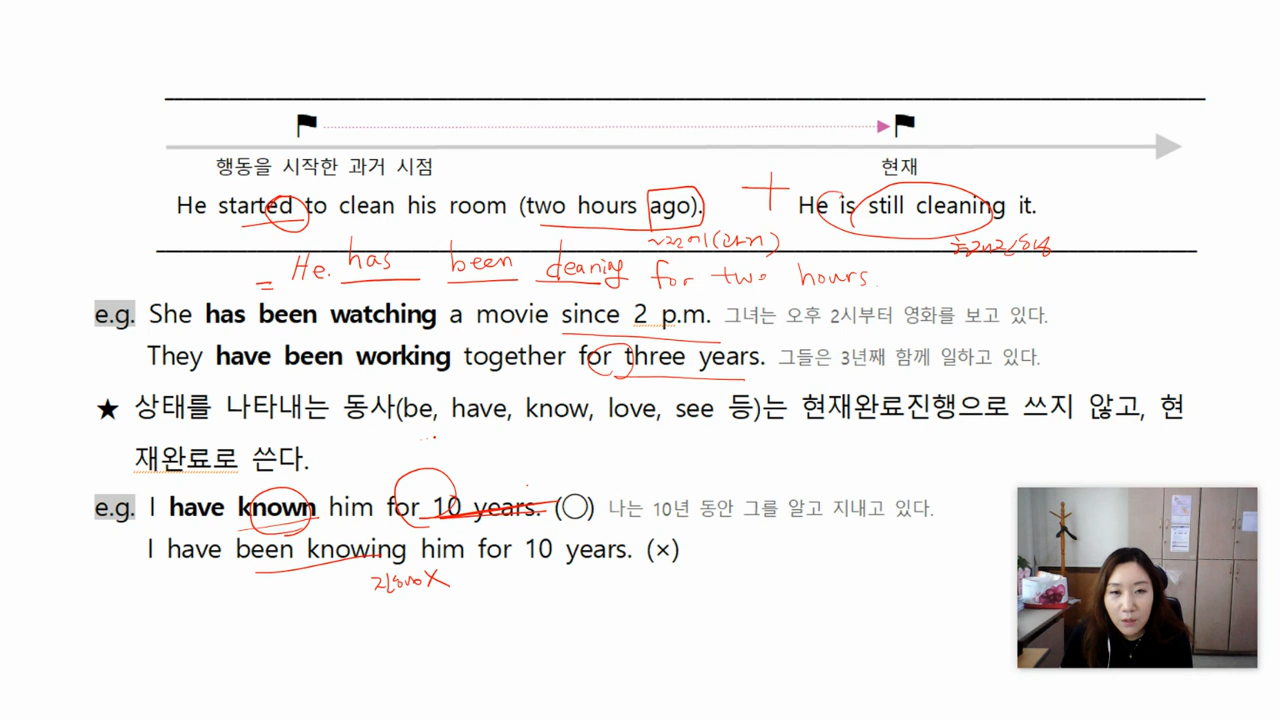 행동을 시작한 과거 시점
현재
He started to clean his room (two hours ago).
+
He is still cleaning it.
= He. has been cleaning for two hours.
e.g. She has been watching a movie since 2 p.m. 그녀는 오후 2시부터 영화를 보고 있다.
They have been working together for three years. 그들은 3년째 함께 일하고 있다.
★ 상태를 나타내는 동사(be, have, know, love, see 등)는 현재완료진행으로 쓰지 않고, 현
재완료로 쓴다.
e.g. I have known him for 10 years. (○) 나는 10년 동안 그를 알고 지내고 있다.
I have been knowing him for 10 years. (×)